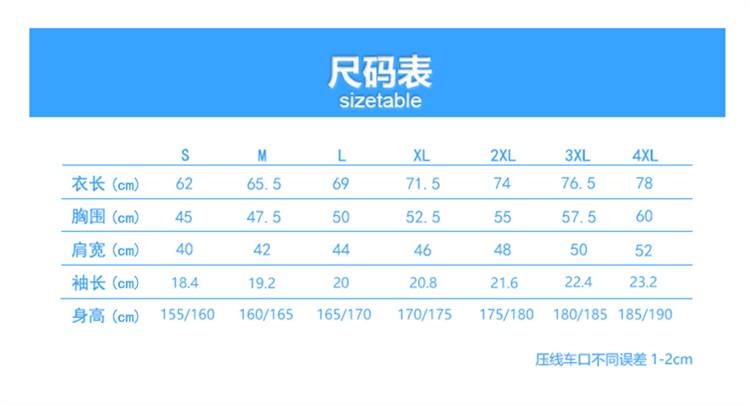 尺码表
sizetable
S M L XL 2XL 3XL 4XL
衣长(cm) 62 65.5 69 71.5 74 76.5 78
胸围(cm) 45 47.5 50 52.5 55 57.5 60
肩宽(cm) 40 42 44 46 48 50 52
袖长(cm) 18.4 19.2 20 20.8 21.6 22.4 23.2
身高(cm) 155/160 160/165 165/170 170/175 175/180 180/185 185/190
压线车口不同误差 1-2cm